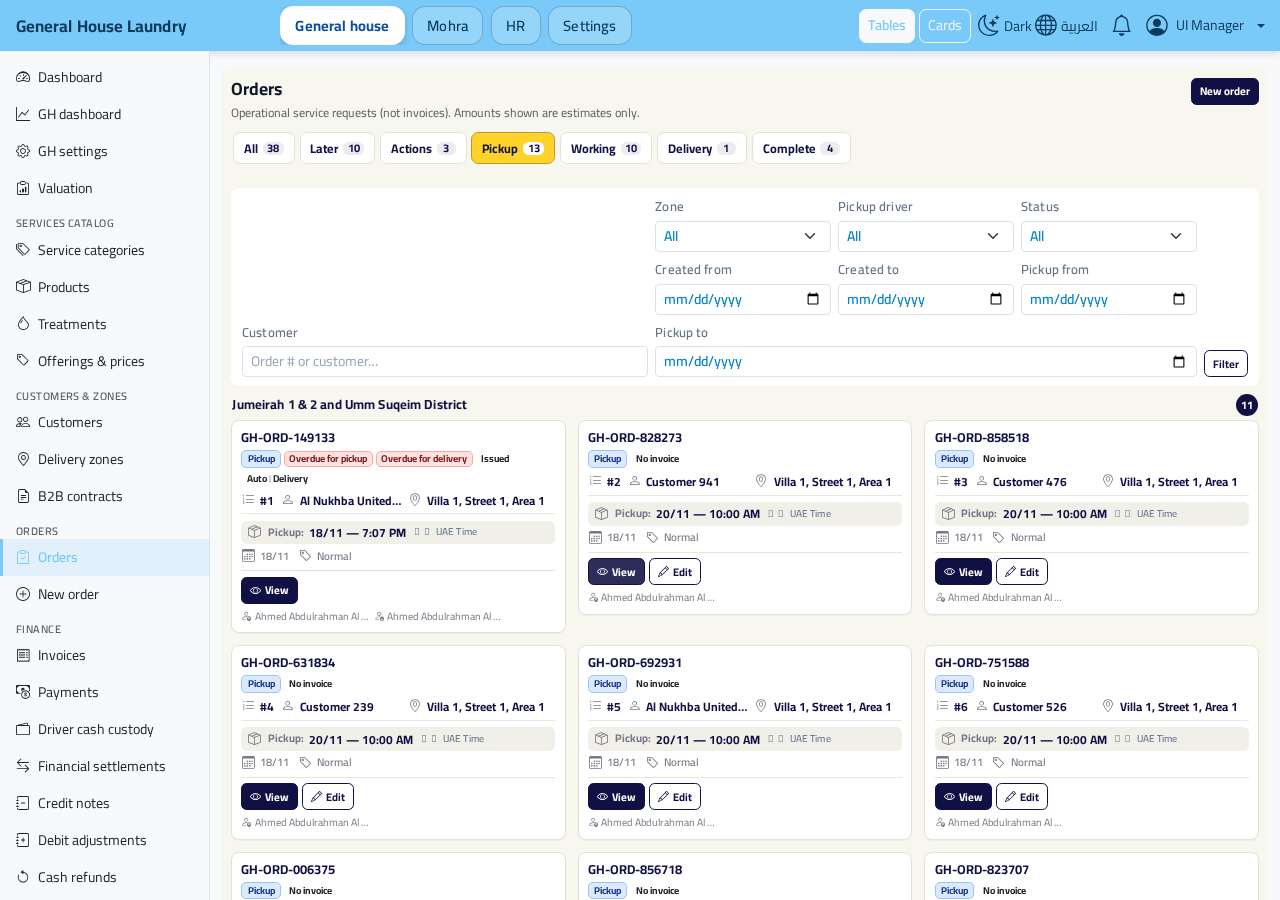 General House Laundry
General house
Mohra
HR
Settings
Tables
Cards
Dark
العربية
UI Manager
Dashboard
GH dashboard
GH settings
Valuation
SERVICES CATALOG
Service categories
Products
Treatments
Offerings & prices
CUSTOMERS & ZONES
Customers
Delivery zones
B2B contracts
ORDERS
Orders
New order
FINANCE
Invoices
Payments
Driver cash custody
Financial settlements
Credit notes
Debit adjustments
Cash refunds
Orders
New order
Operational service requests (not invoices). Amounts shown are estimates only.
All 38
Later 10
Actions 3
Pickup 13
Working 10
Delivery 1
Complete 4
Zone
Pickup driver
Status
All
All
All
Created from
Created to
Pickup from
mm/dd/yyyy
mm/dd/yyyy
mm/dd/yyyy
Customer
Pickup to
Order # or customer...
mm/dd/yyyy
Filter
Jumeirah 1 & 2 and Umm Suqeim District
11
GH-ORD-149133
Pickup Overdue for pickup Overdue for delivery Issued
Auto Delivery
#1 Al Nukhba United... Villa 1, Street 1, Area 1
Pickup: 18/11 — 7:07 PM UAE Time
18/11 Normal
View
Ahmed Abdulrahman Al ... Ahmed Abdulrahman Al ...
GH-ORD-828273
Pickup No invoice
#2 Customer 941 Villa 1, Street 1, Area 1
Pickup: 20/11 — 10:00 AM UAE Time
18/11 Normal
View Edit
Ahmed Abdulrahman Al ...
GH-ORD-858518
Pickup No invoice
#3 Customer 476 Villa 1, Street 1, Area 1
Pickup: 20/11 — 10:00 AM UAE Time
18/11 Normal
View Edit
Ahmed Abdulrahman Al ...
GH-ORD-631834
Pickup No invoice
#4 Customer 239 Villa 1, Street 1, Area 1
Pickup: 20/11 — 10:00 AM UAE Time
18/11 Normal
View Edit
Ahmed Abdulrahman Al ...
GH-ORD-692931
Pickup No invoice
#5 Al Nukhba United... Villa 1, Street 1, Area 1
Pickup: 20/11 — 10:00 AM UAE Time
18/11 Normal
View Edit
Ahmed Abdulrahman Al ...
GH-ORD-751588
Pickup No invoice
#6 Customer 526 Villa 1, Street 1, Area 1
Pickup: 20/11 — 10:00 AM UAE Time
18/11 Normal
View Edit
Ahmed Abdulrahman Al ...
GH-ORD-006375
Pickup No invoice
GH-ORD-856718
Pickup No invoice
GH-ORD-823707
Pickup No invoice